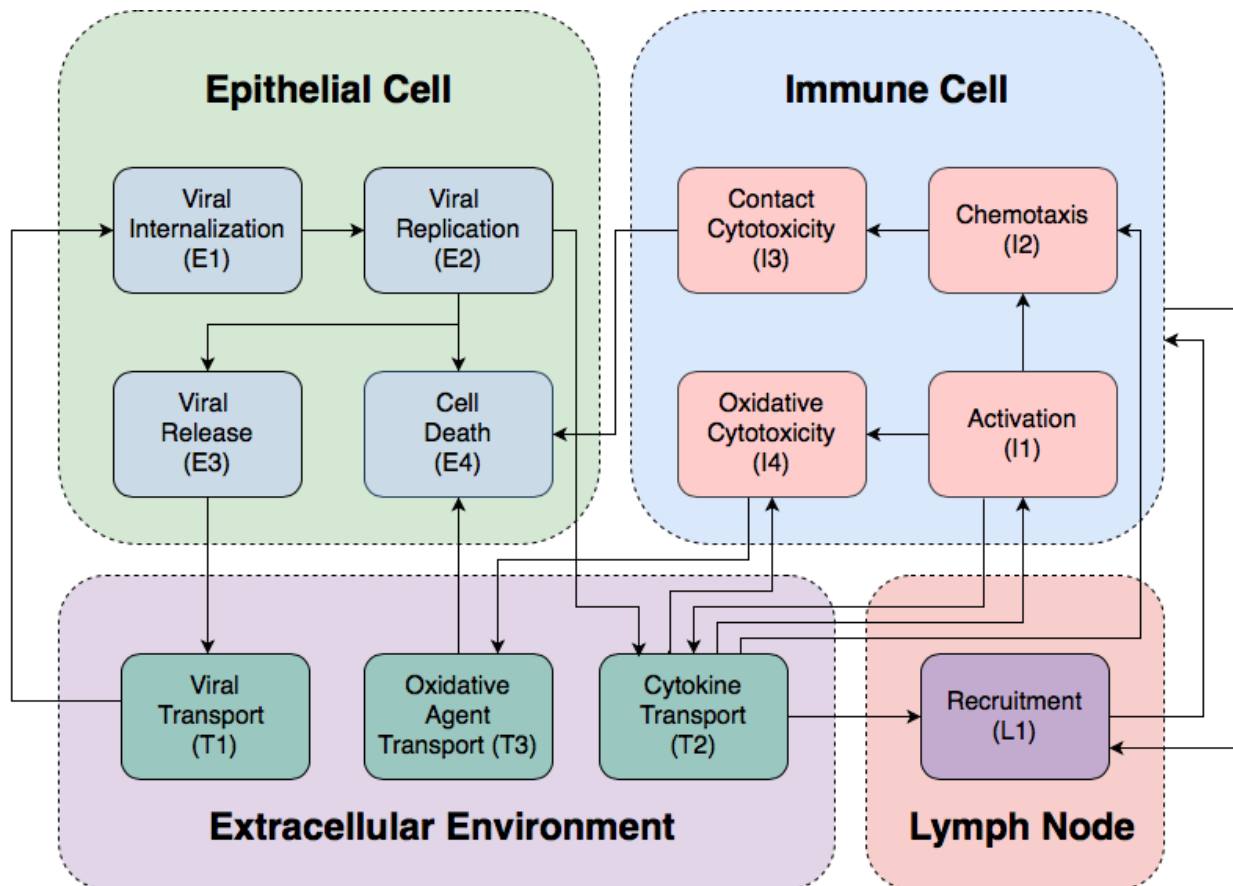 Epithelial Cell
Immune Cell
Viral
Internalization
(E1)
Viral
Replication
(E2)
Contact
Cytotoxicity
(I3)
Chemotaxis
(I2)
Viral
Release
(E3)
Cell
Death
(E4)
Oxidative
Cytotoxicity
(I4)
Activation
(I1)
Viral
Transport
(T1)
Oxidative
Agent
Transport (T3)
Cytokine
Transport
(T2)
Recruitment
(L1)
Extracellular Environment
Lymph Node